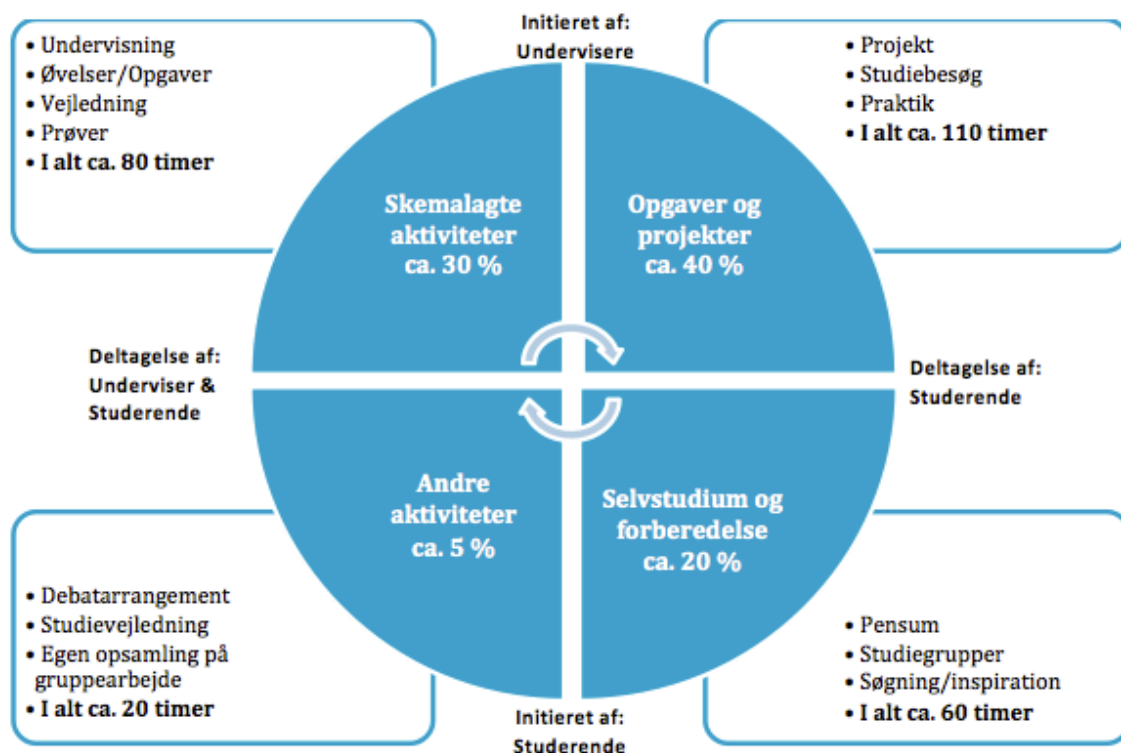 Initieret af:
Undervisere
• Undervisning
• Øvelser/Opgaver
• Vejledning
• Prøver
• I alt ca. 80 timer
• Projekt
• Studiebesøg
• Praktik
• I alt ca. 110 timer
Skemalagte
aktiviteter
ca. 30 %
Opgaver og
projekter
ca. 40 %
Deltagelse af:
Underviser &
Studerende
Deltagelse af:
Studerende
Andre
aktiviteter
ca. 5 %
Selvstudium og
forberedelse
ca. 20 %
• Debatarrangement
• Studievejledning
• Egen opsamling på
gruppearbejde
• I alt ca. 20 timer
• Pensum
• Studiegrupper
• Søgning/inspiration
• I alt ca. 60 timer
Initieret af:
Studerende